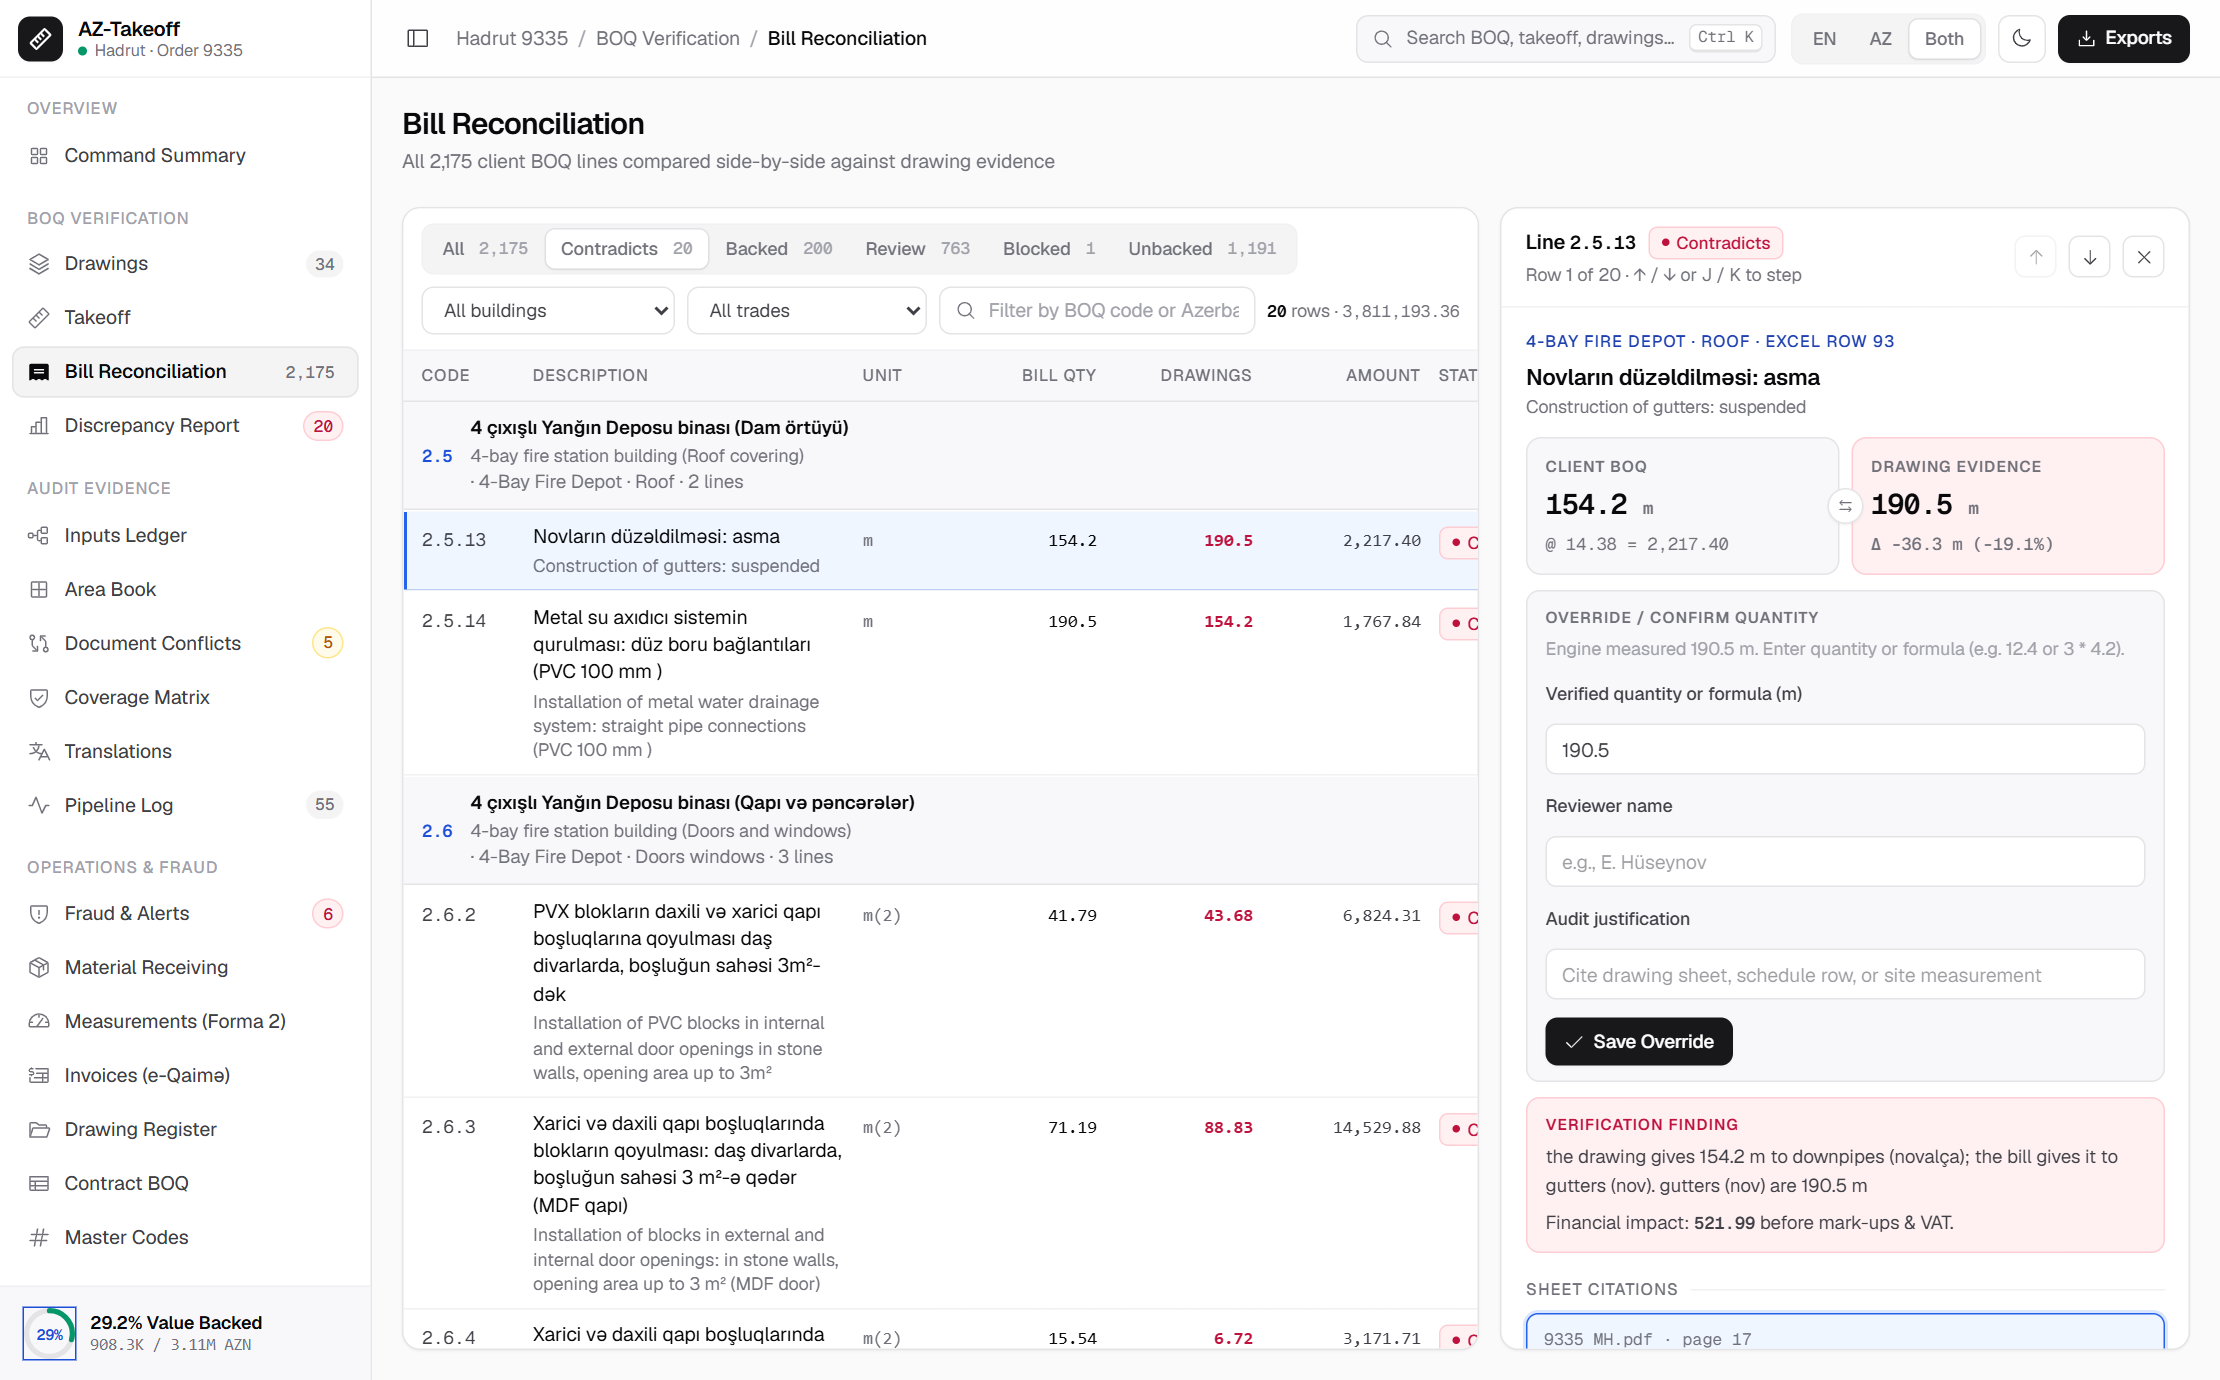 AZ-Takeoff
Hadrut · Order 9335
OVERVIEW
Command Summary
BOQ VERIFICATION
Drawings 34
Takeoff
Bill Reconciliation 2,175
Discrepancy Report 20
AUDIT EVIDENCE
Inputs Ledger
Area Book
Document Conflicts 5
Coverage Matrix
Translations
Pipeline Log 55
OPERATIONS & FRAUD
Fraud & Alerts 6
Material Receiving
Measurements (Forma 2)
Invoices (e-Qaimə)
Drawing Register
Contract BOQ
Master Codes
29%
29.2% Value Backed
908.3K / 3.11M AZN
Hadrut 9335 / BOQ Verification / Bill Reconciliation
Search BOQ, takeoff, drawings... Ctrl K
EN AZ Both
Exports
Bill Reconciliation
All 2,175 client BOQ lines compared side-by-side against drawing evidence
All 2,175 Contradicts 20 Backed 200 Review 763 Blocked 1 Unbacked 1,191
All buildings All trades Filter by BOQ code or Azerba 20 rows · 3,811,193.36
CODE DESCRIPTION UNIT BILL QTY DRAWINGS AMOUNT STAT
4 çıxışlı Yanğın Deposu binası (Dam örtüyü)
2.5 4-bay fire station building (Roof covering)
· 4-Bay Fire Depot · Roof · 2 lines
2.5.13 Novların düzəldilməsi: asma m 154.2 190.5 2,217.40 C
Construction of gutters: suspended
2.5.14 Metal su axıdıcı sistemin m 190.5 154.2 1,767.84 C
qurulması: düz boru bağlantıları
(PVC 100 mm )
Installation of metal water drainage
system: straight pipe connections
(PVC 100 mm )
4 çıxışlı Yanğın Deposu binası (Qapı və pəncərələr)
2.6 4-bay fire station building (Doors and windows)
· 4-Bay Fire Depot · Doors windows · 3 lines
2.6.2 PVX blokların daxili və xarici qapı m(2) 41.79 43.68 6,824.31 C
boşluqlarına qoyulması daş
divarlarda, boşluğun sahəsi 3m²-
dək
Installation of PVC blocks in internal
and external door openings in stone
walls, opening area up to 3m²
2.6.3 Xarici və daxili qapı boşluqlarında m(2) 71.19 88.83 14,529.88 C
blokların qoyulması: daş divarlarda,
boşluğun sahəsi 3 m²-ə qədər
(MDF qapı)
Installation of blocks in external and
internal door openings: in stone walls,
opening area up to 3 m² (MDF door)
2.6.4 Xarici və daxili qapı boşluqlarında m(2) 15.54 6.72 3,171.71 C
Line 2.5.13 Contradicts
Row 1 of 20 · ↑ / ↓ or J / K to step
4-BAY FIRE DEPOT · ROOF · EXCEL ROW 93
Novların düzəldilməsi: asma
Construction of gutters: suspended
CLIENT BOQ
154.2 m
@ 14.38 = 2,217.40
DRAWING EVIDENCE
190.5 m
Δ -36.3 m (-19.1%)
OVERRIDE / CONFIRM QUANTITY
Engine measured 190.5 m. Enter quantity or formula (e.g. 12.4 or 3 * 4.2).
Verified quantity or formula (m)
190.5
Reviewer name
e.g., E. Hüseynov
Audit justification
Cite drawing sheet, schedule row, or site measurement
Save Override
VERIFICATION FINDING
the drawing gives 154.2 m to downpipes (novalça); the bill gives it to
gutters (nov). gutters (nov) are 190.5 m
Financial impact: 521.99 before mark-ups & VAT.
SHEET CITATIONS
9335 MH.pdf · page 17